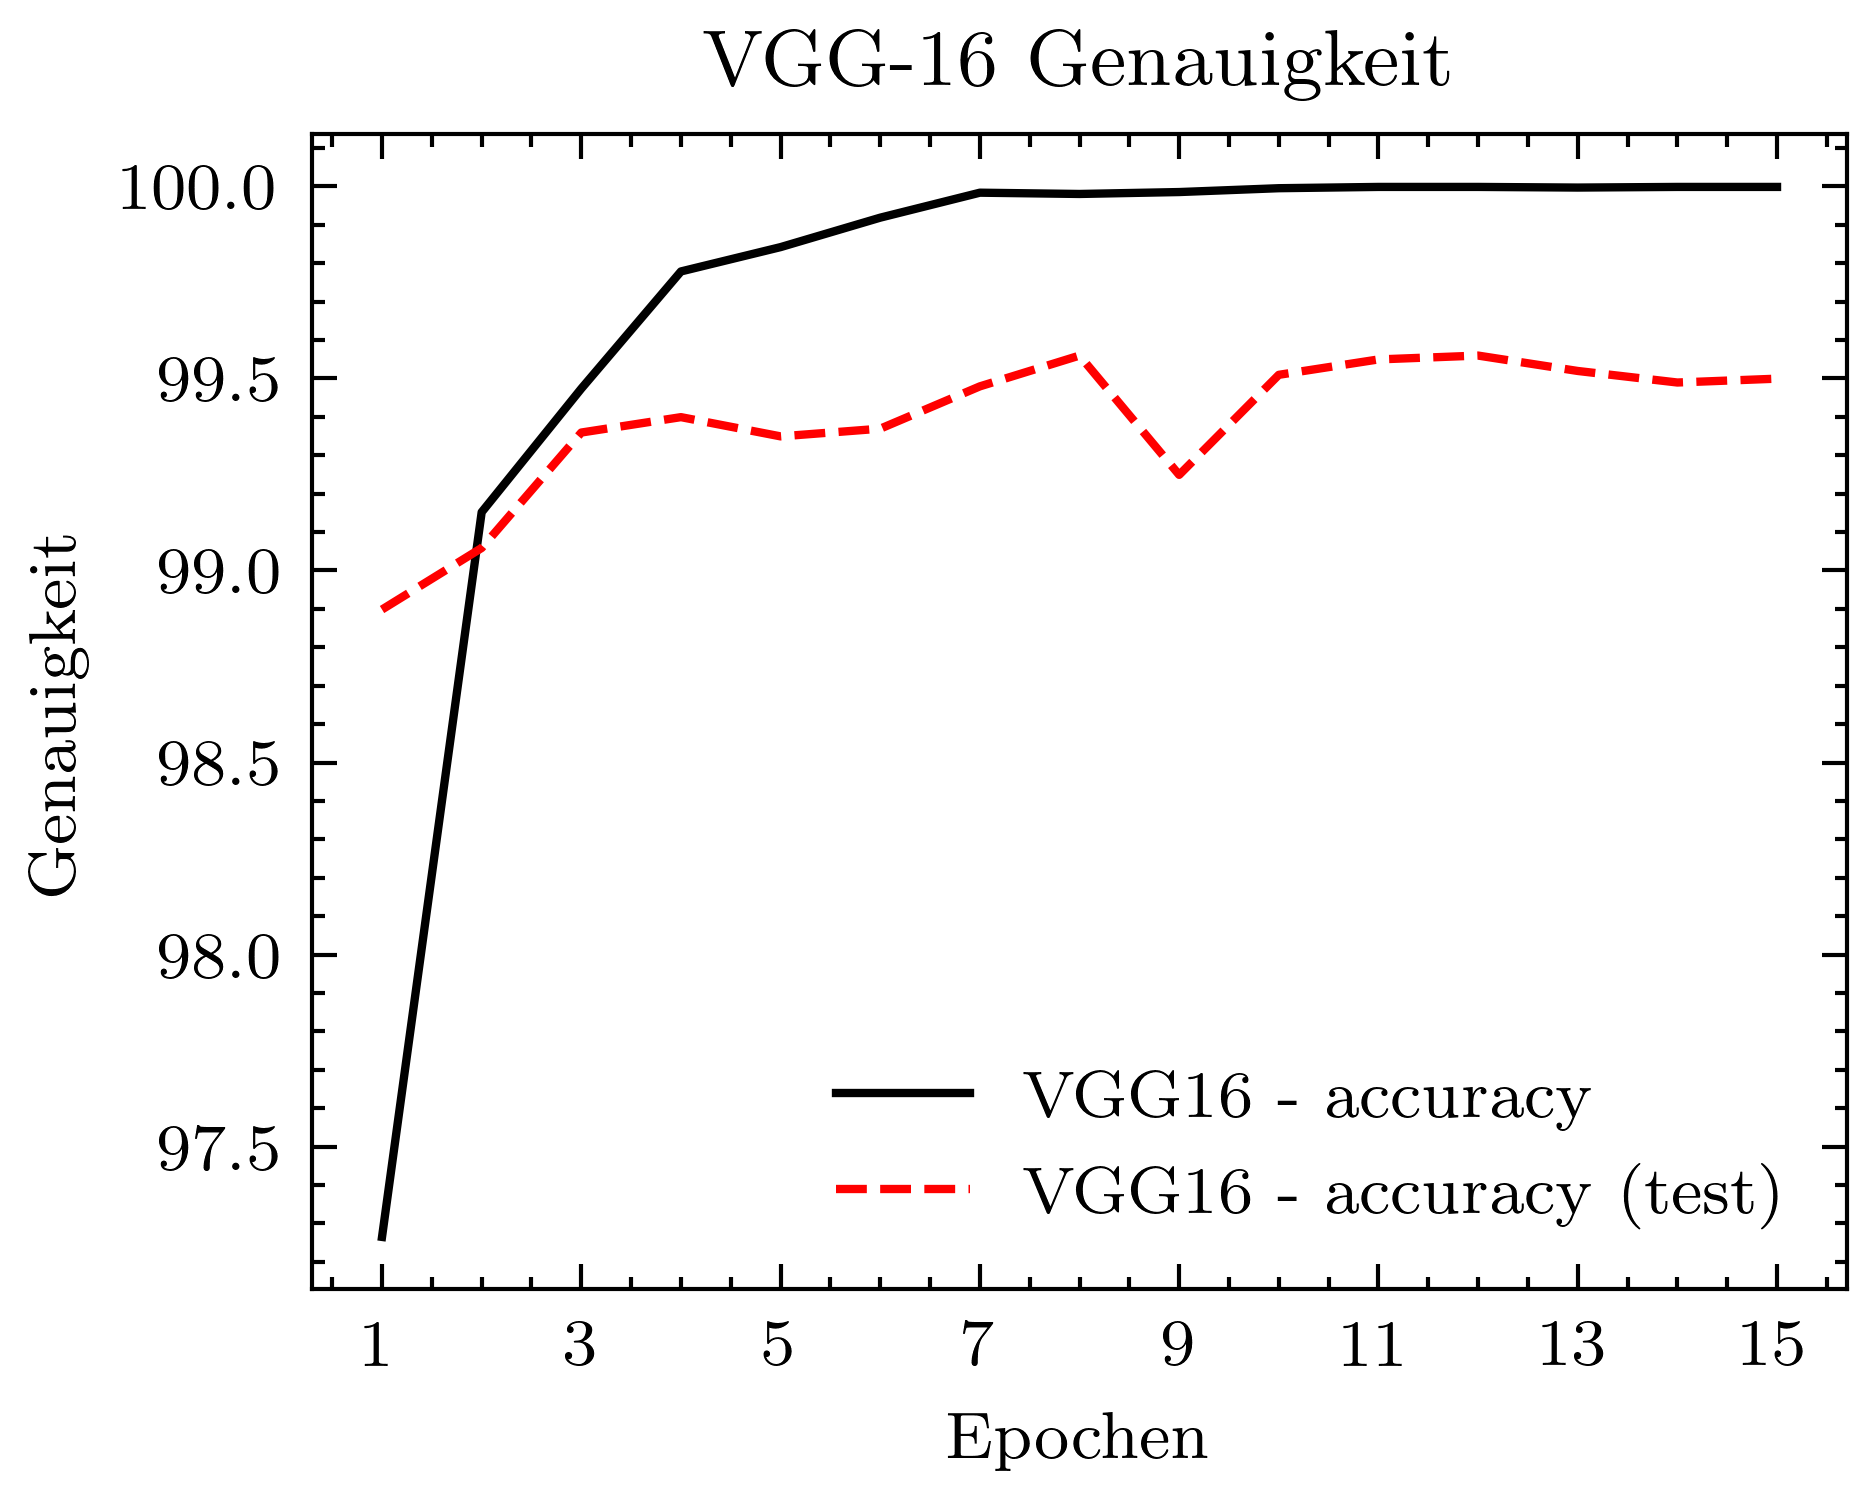 VGG-16 Genauigkeit
100.0
99.5
99.0
98.5
98.0
97.5
Genauigkeit
VGG16 - accuracy
VGG16 - accuracy (test)
1 3 5 7 9 11 13 15
Epochen